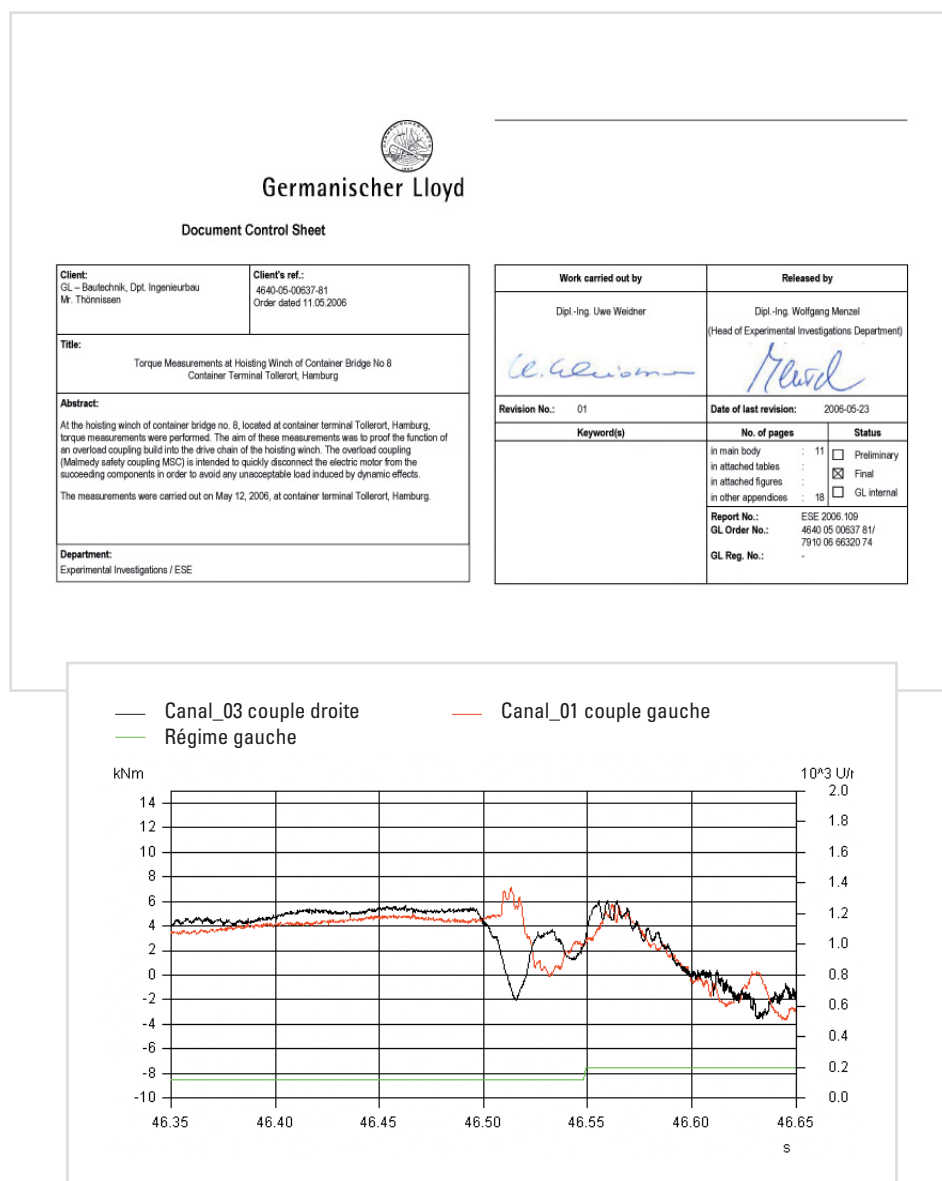 Germanischer Lloyd
Document Control Sheet
Client:
GL – Bautechnik, Dpt. Ingenieurbau
Mr. Thönnissen
Client's ref.:
4640-05-00637-81
Order dated 11.05.2006
Title:
Torque Measurements at Hoisting Winch of Container Bridge No 8
Container Terminal Tollerort, Hamburg
Abstract:
At the hoisting winch of container bridge no. 8, located at container terminal Tollerort, Hamburg,
torque measurements were performed. The aim of these measurements was to proof the function of
an overload coupling build into the drive chain of the hoisting winch. The overload coupling
(Malmedy safety coupling MSC) is intended to quickly disconnect the electric motor from the
succeeding components in order to avoid any unacceptable load induced by dynamic effects.
The measurements were carried out on May 12, 2006, at container terminal Tollerort, Hamburg.
Department:
Experimental Investigations / ESE
Work carried out by
Dipl.-Ing. Uwe Weidner
Released by
Dipl.-Ing. Wolfgang Menzel
(Head of Experimental Investigations Department)
Revision No.: 01
Date of last revision: 2006-05-23
Keyword(s)
No. of pages
in main body : 11
in attached tables :
in attached figures :
in other appendices : 18
Status
Preliminary
Final
GL internal
Report No.: ESE 2006.109
GL Order No.: 4640 05 00637 81/
7910 06 66320 74
GL Reg. No.: -
Canal_03 couple droite
Canal_01 couple gauche
Régime gauche
kNm
10^3 U/r
14
12
10
8
6
4
2
0
-2
-4
-6
-8
-10
2.0
1.8
1.6
1.4
1.2
1.0
0.8
0.6
0.4
0.2
0.0
46.35 46.40 46.45 46.50 46.55 46.60 46.65
s